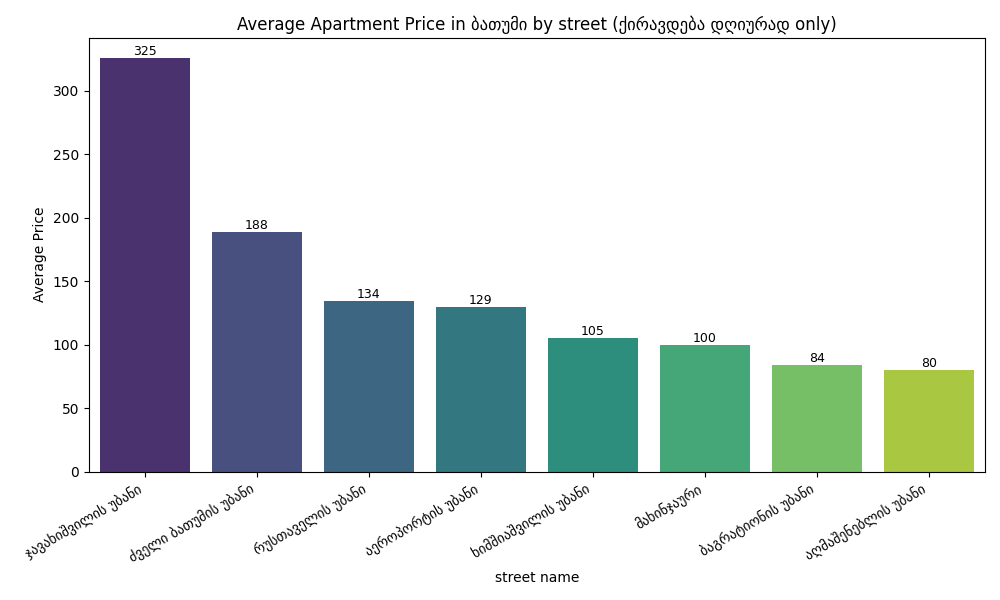 Average Apartment Price in ბათუმი by street (ქირავდება დღიურად only)
Average Price
300
250
200
150
100
50
0
325
188
134
129
105
100
84
80
ჯავახიშვილის უბანი
ძველი ბათუმის უბანი
რუსთაველის უბანი
აეროპორტის უბანი
ხიმშიაშვილის უბანი
მახინჯაური
ბაგრატიონის უბანი
აღმაშენებლის უბანი
street name